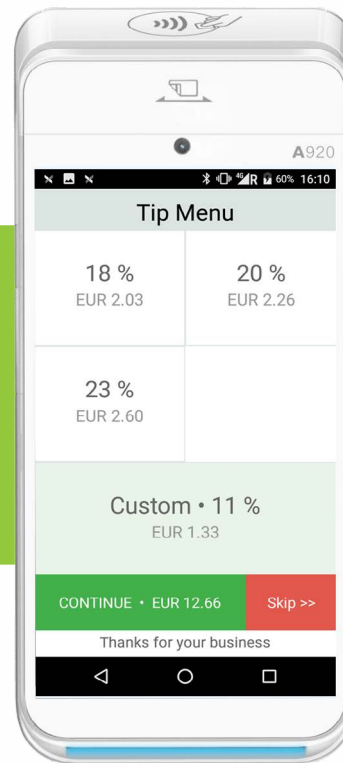 A920
4G R 60% 16:10
Tip Menu
18 %
EUR 2.03
20 %
EUR 2.26
23 %
EUR 2.60
Custom • 11 %
EUR 1.33
CONTINUE • EUR 12.66
Skip >>
Thanks for your business